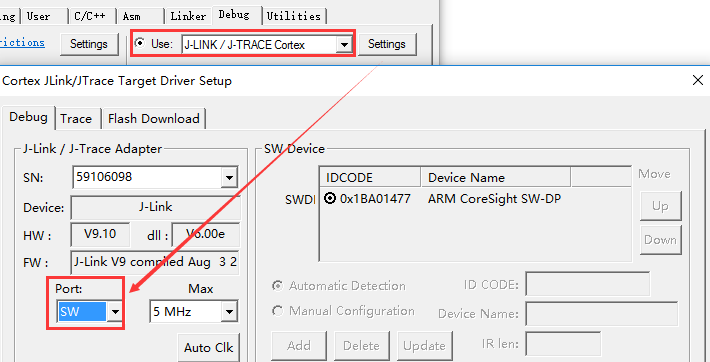 ng User C/C++ Asm Linker Debug Utilities
rictions Settings Use: J-LINK / J-TRACE Cortex Settings
Cortex JLink/JTrace Target Driver Setup
Debug Trace Flash Download
J-Link / J-Trace Adapter
SN: 59106098
Device: J-Link
HW : V9.10 dll : V6.00e
FW : J-Link V9 compiled Aug 3 2
Port: Max
SW 5 MHz
Auto Clk
SW Device
IDCODE Device Name Move
SWDI 0x1BA01477 ARM CoreSight SW-DP Up
Down
Automatic Detection ID CODE:
Manual Configuration Device Name:
Add Delete Update IR len: